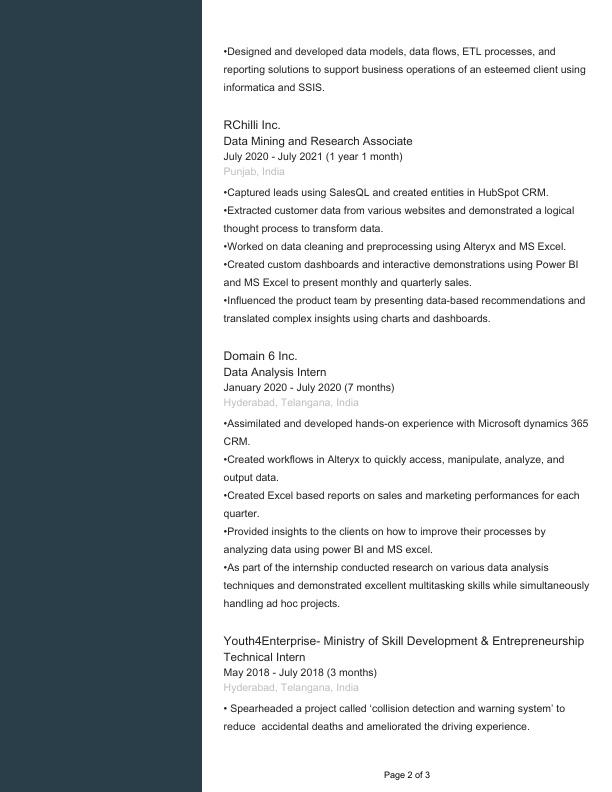 •Designed and developed data models, data flows, ETL processes, and
reporting solutions to support business operations of an esteemed client using
informatica and SSIS.
RChilli Inc.
Data Mining and Research Associate
July 2020 - July 2021 (1 year 1 month)
Punjab, India
•Captured leads using SalesQL and created entities in HubSpot CRM.
•Extracted customer data from various websites and demonstrated a logical
thought process to transform data.
•Worked on data cleaning and preprocessing using Alteryx and MS Excel.
•Created custom dashboards and interactive demonstrations using Power BI
and MS Excel to present monthly and quarterly sales.
•Influenced the product team by presenting data-based recommendations and
translated complex insights using charts and dashboards.
Domain 6 Inc.
Data Analysis Intern
January 2020 - July 2020 (7 months)
Hyderabad, Telangana, India
•Assimilated and developed hands-on experience with Microsoft dynamics 365
CRM.
•Created workflows in Alteryx to quickly access, manipulate, analyze, and
output data.
•Created Excel based reports on sales and marketing performances for each
quarter.
•Provided insights to the clients on how to improve their processes by
analyzing data using power BI and MS excel.
•As part of the internship conducted research on various data analysis
techniques and demonstrated excellent multitasking skills while simultaneously
handling ad hoc projects.
Youth4Enterprise- Ministry of Skill Development & Entrepreneurship
Technical Intern
May 2018 - July 2018 (3 months)
Hyderabad, Telangana, India
• Spearheaded a project called ‘collision detection and warning system’ to
reduce  accidental deaths and ameliorated the driving experience.
Page 2 of 3